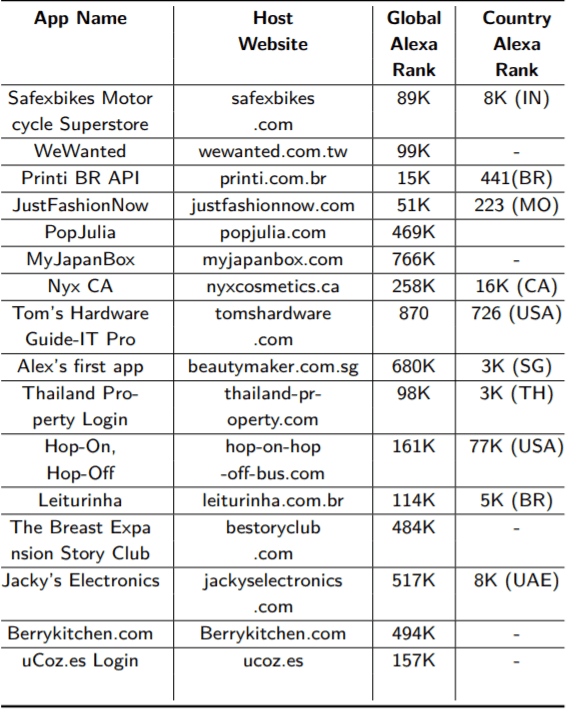 App Name Host Global Country
Website Alexa Alexa
Rank Rank
Safexbikes Motor safexbikes 89K 8K (IN)
cycle Superstore .com
WeWanted wewanted.com.tw 99K -
Printi BR API printi.com.br 15K 441(BR)
JustFashionNow justfashionnow.com 51K 223 (MO)
PopJulia popjulia.com 469K
MyJapanBox myjapanbox.com 766K -
Nyx CA nyxcosmetics.ca 258K 16K (CA)
Tom's Hardware tomshardware 870 726 (USA)
Guide-IT Pro .com
Alex's first app beautymaker.com.sg 680K 3K (SG)
Thailand Pro- thailand-pr- 98K 3K (TH)
perty Login operty.com
Hop-On, hop-on-hop 161K 77K (USA)
Hop-Off -off-bus.com
Leiturinha leiturinha.com.br 114K 5K (BR)
The Breast Expa bestoryclub 484K -
nsion Story Club .com
Jacky's Electronics jackyselectronics 517K 8K (UAE)
.com
Berrykitchen.com Berrykitchen.com 494K -
uCoz.es Login ucoz.es 157K -